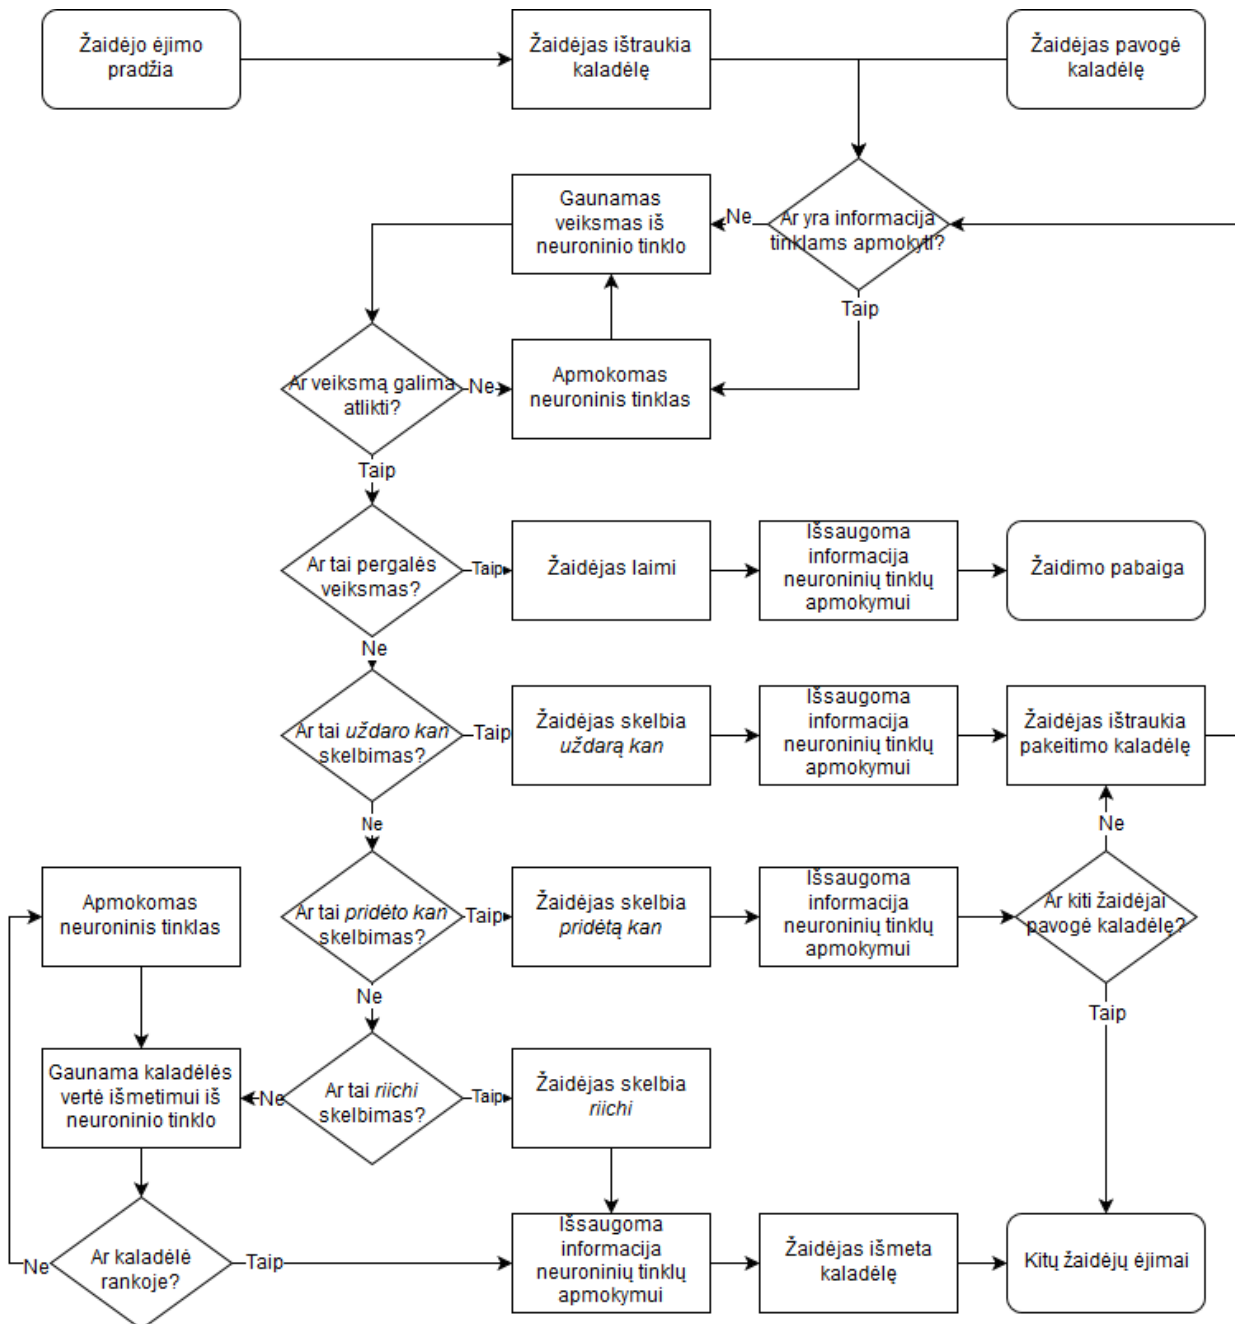 Žaidėjo ėjimo
pradžia
Žaidėjas ištraukia
kaladėlę
Žaidėjas pavogė
kaladėlę
Gaunamas
veiksmas iš
neuroninio tinklo
Ne
Ar yra informacija
tinklams apmokyti?
Taip
Ar veiksmą galima
atlikti?
Ne
Apmokomas
neuroninis tinklas
Taip
Ar tai pergalės
veiksmas?
Taip
Žaidėjas laimi
Išsaugoma
informacija
neuroninių tinklų
apmokymui
Žaidimo pabaiga
Ne
Ar tai uždaro kan
skelbimas?
Taip
Žaidėjas skelbia
uždarą kan
Išsaugoma
informacija
neuroninių tinklų
apmokymui
Žaidėjas ištraukia
pakeitimo kaladėlę
Ne
Ne
Apmokomas
neuroninis tinklas
Ar tai pridėto kan
skelbimas?
Taip
Žaidėjas skelbia
pridėtą kan
Išsaugoma
informacija
neuroninių tinklų
apmokymui
Ar kiti žaidėjai
pavogė kaladėlę?
Ne
Taip
Gaunama kaladėlės
vertė išmetimui iš
neuroninio tinklo
Ne
Ar tai riichi
skelbimas?
Taip
Žaidėjas skelbia
riichi
Ne
Ar kaladėlė
rankoje?
Taip
Išsaugoma
informacija
neuroninių tinklų
apmokymui
Žaidėjas išmeta
kaladėlę
Kitų žaidėjų ėjimai